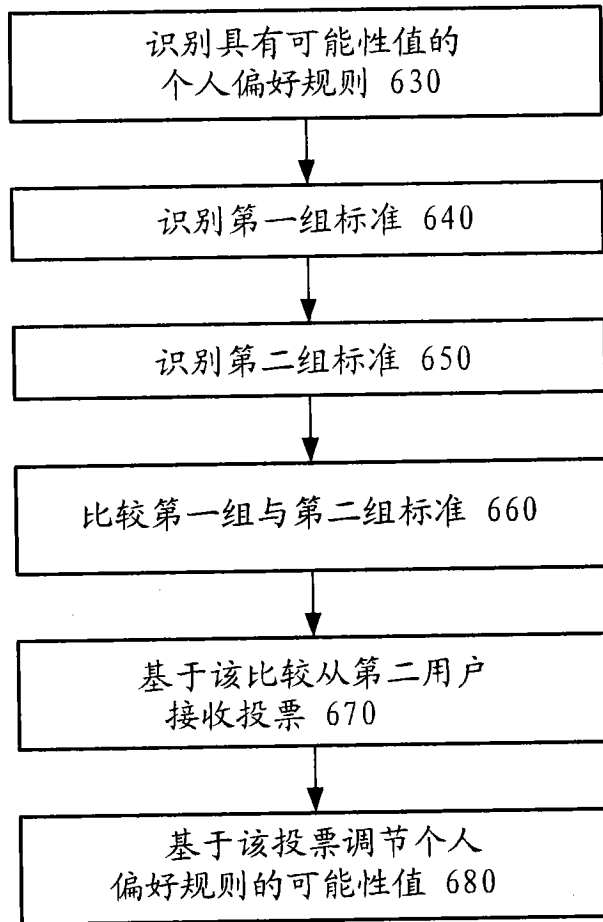 识别具有可能性值的
个人偏好规则 630
识别第一组标准 640
识别第二组标准 650
比较第一组与第二组标准 660
基于该比较从第二用户
接收投票 670
基于该投票调节个人
偏好规则的可能性值 680